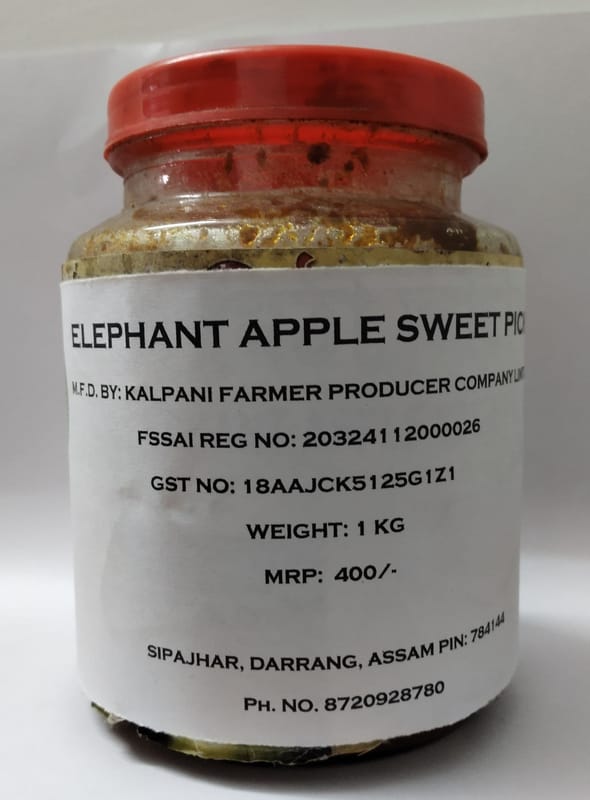 ELEPHANT APPLE SWEET PIC
M.F.D. BY: KALPANI FARMER PRODUCER COMPANY LIM
FSSAI REG NO: 20324112000026
GST NO: 18AAJCK5125G1Z1
WEIGHT: 1 KG
MRP: 400/-
SIPAJHAR, DARRANG, ASSAM PIN: 784144
PH. NO. 8720928780